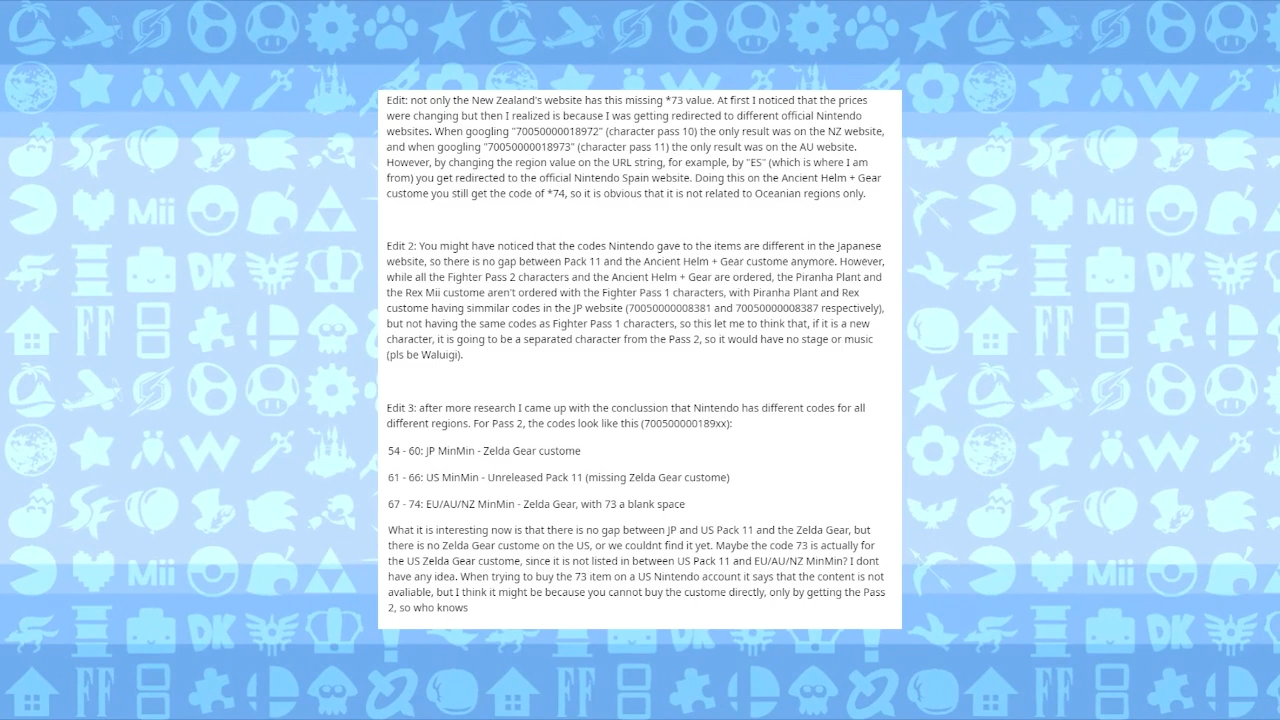 Edit: not only the New Zealand's website has this missing *73 value. At first I noticed that the prices
were changing but then I realized is because I was getting redirected to different official Nintendo
websites. When googling "70050000018972" (character pass 10) the only result was on the NZ website,
and when googling "70050000018973" (character pass 11) the only result was on the AU website.
However, by changing the region value on the URL string, for example, by "ES" (which is where I am
from) you get redirected to the official Nintendo Spain website. Doing this on the Ancient Helm + Gear
custome you still get the code of *74, so it is obvious that it is not related to Oceanian regions only.
Edit 2: You might have noticed that the codes Nintendo gave to the items are different in the Japanese
website, so there is no gap between Pack 11 and the Ancient Helm + Gear custome anymore. However,
while all the Fighter Pass 2 characters and the Ancient Helm + Gear are ordered, the Piranha Plant and
the Rex Mii custome aren't ordered with the Fighter Pass 1 characters, with Piranha Plant and Rex
custome having simmilar codes in the JP website (70050000008381 and 70050000008387 respectively),
but not having the same codes as Fighter Pass 1 characters, so this let me to think that, if it is a new
character, it is going to be a separated character from the Pass 2, so it would have no stage or music
(pls be Waluigi).
Edit 3: after more research I came up with the conclussion that Nintendo has different codes for all
different regions. For Pass 2, the codes look like this (700500000189xx):
54 - 60: JP MinMin - Zelda Gear custome
61 - 66: US MinMin - Unreleased Pack 11 (missing Zelda Gear custome)
67 - 74: EU/AU/NZ MinMin - Zelda Gear, with 73 a blank space
What it is interesting now is that there is no gap between JP and US Pack 11 and the Zelda Gear, but
there is no Zelda Gear custome on the US, or we couldnt find it yet. Maybe the code 73 is actually for
the US Zelda Gear custome, since it is not listed in between US Pack 11 and EU/AU/NZ MinMin? I dont
have any idea. When trying to buy the 73 item on a US Nintendo account it says that the content is not
avaliable, but I think it might be because you cannot buy the custome directly, only by getting the Pass
2, so who knows